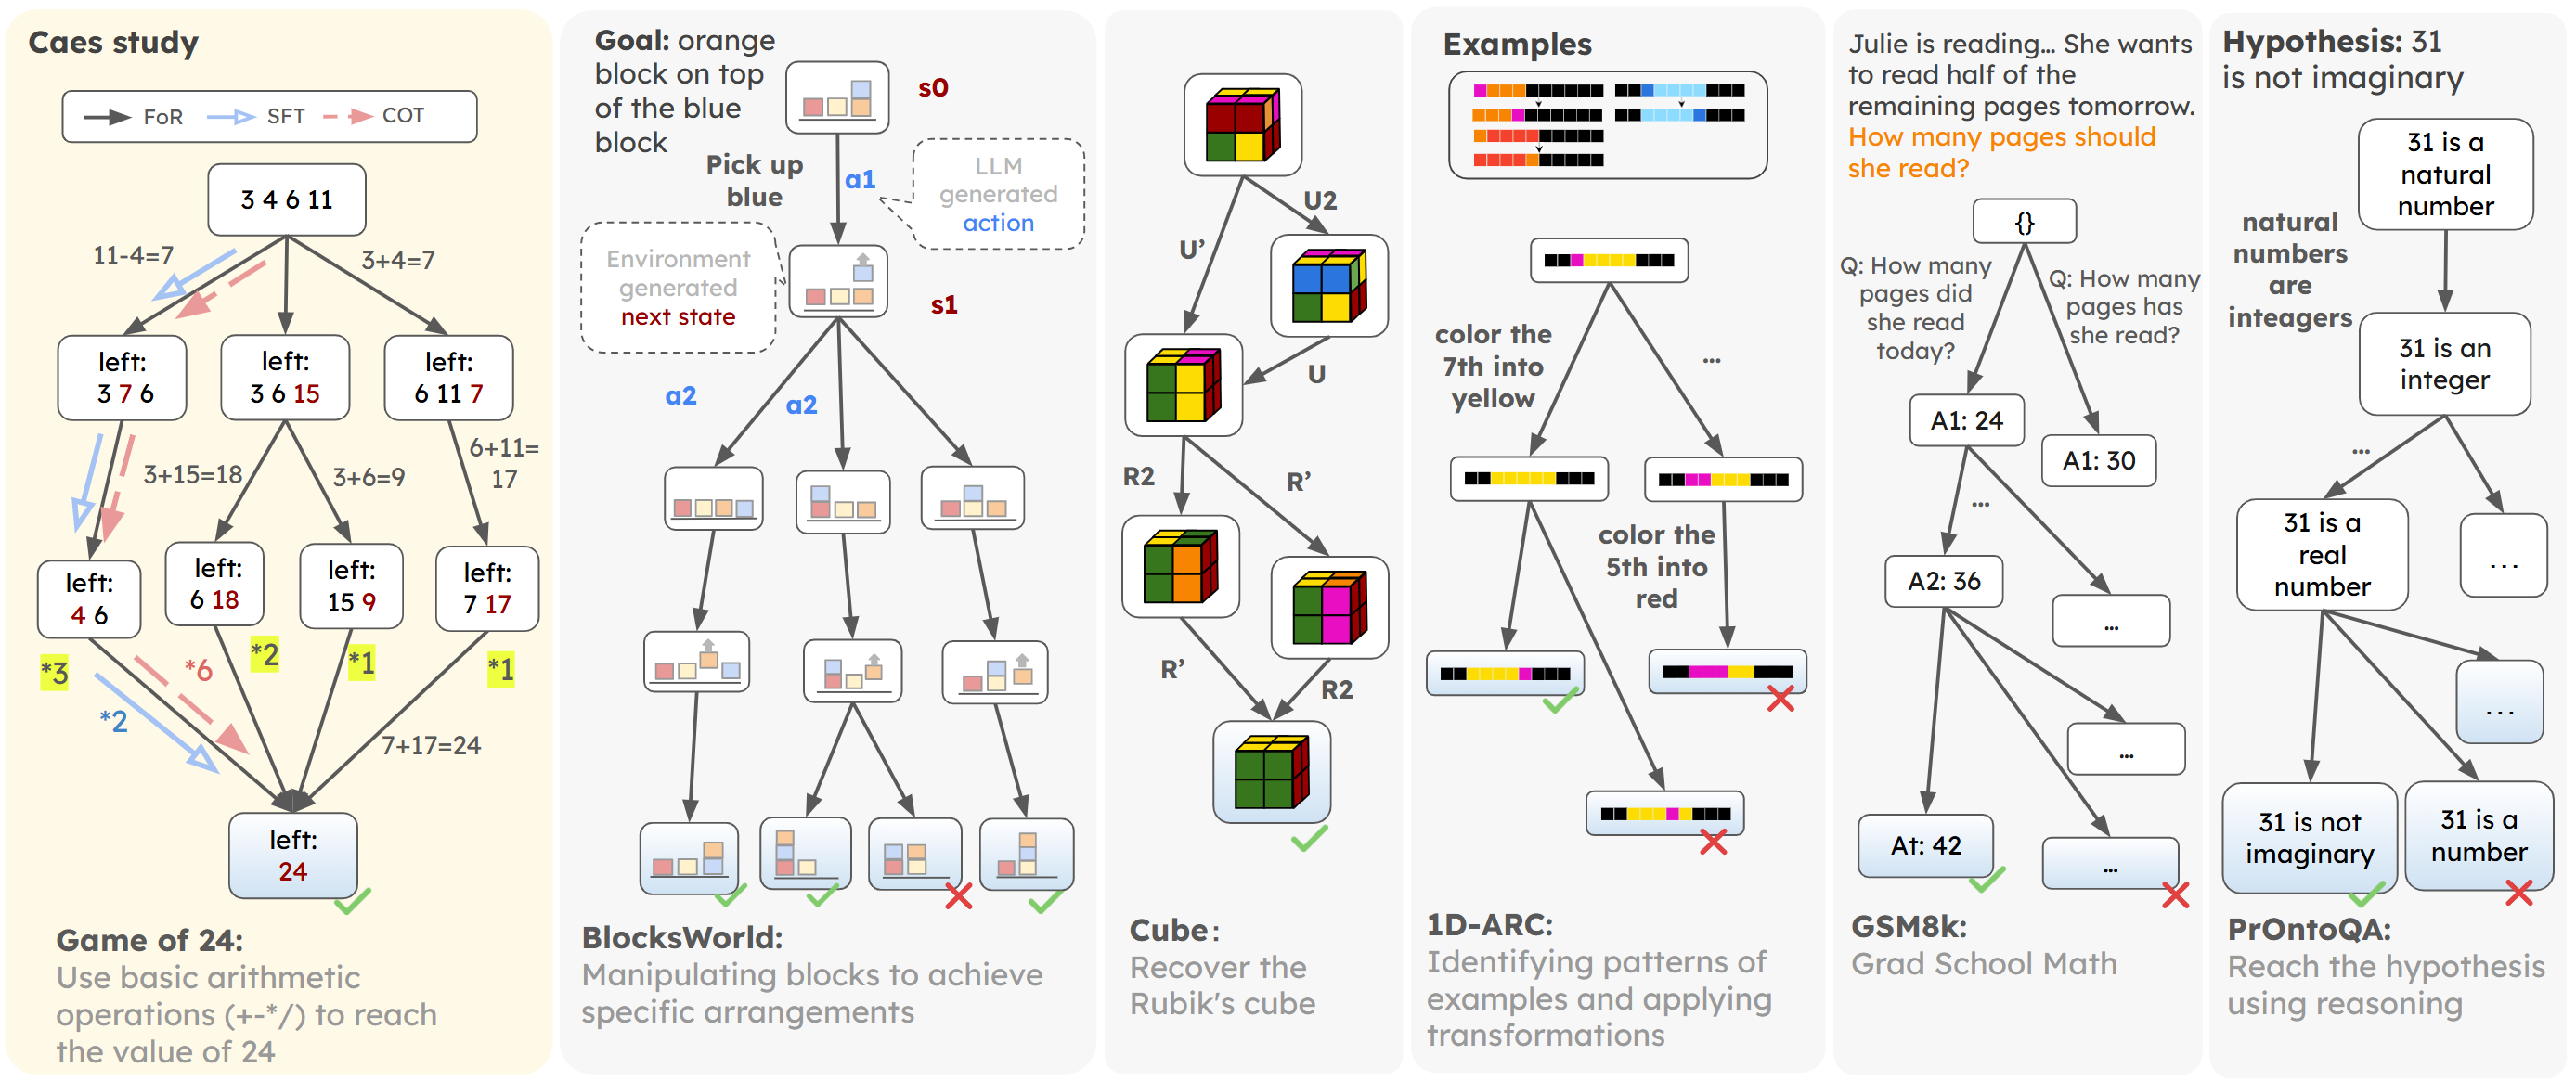 Caes study
FoR
SFT
COT
3 4 6 11
11-4=7
3+4=7
left:
3 7 6
left:
3 6 15
left:
6 11 7
3+15=18
3+6=9
6+11=
17
left:
4 6
left:
6 18
left:
15 9
left:
7 17
*3
*6
*2
*1
*1
*2
7+17=24
left:
24
Game of 24:
Use basic arithmetic
operations (+-*/) to reach
the value of 24
Goal: orange
block on top
of the blue
block
s0
Pick up
blue
a1
LLM
generated
action
Environment
generated
next state
s1
a2
a2
BlocksWorld:
Manipulating blocks to achieve
specific arrangements
U2
U'
U
R2
R'
R'
R2
Cube:
Recover the
Rubik's cube
Examples
color the
7th into
yellow
...
color the
5th into
red
1D-ARC:
Identifying patterns of
examples and applying
transformations
Julie is reading... She wants
to read half of the
remaining pages tomorrow.
How many pages should
she read?
{}
Q: How many
pages did
she read
today?
Q: How many
pages has
she read?
A1: 24
A1: 30
...
A2: 36
...
...
At: 42
...
GSM8k:
Grad School Math
Hypothesis: 31
is not imaginary
31 is a
natural
number
natural
numbers
are
inteagers
31 is an
integer
...
31 is a
real
number
...
...
31 is not
imaginary
31 is a
number
PrOntoQA:
Reach the hypothesis
using reasoning